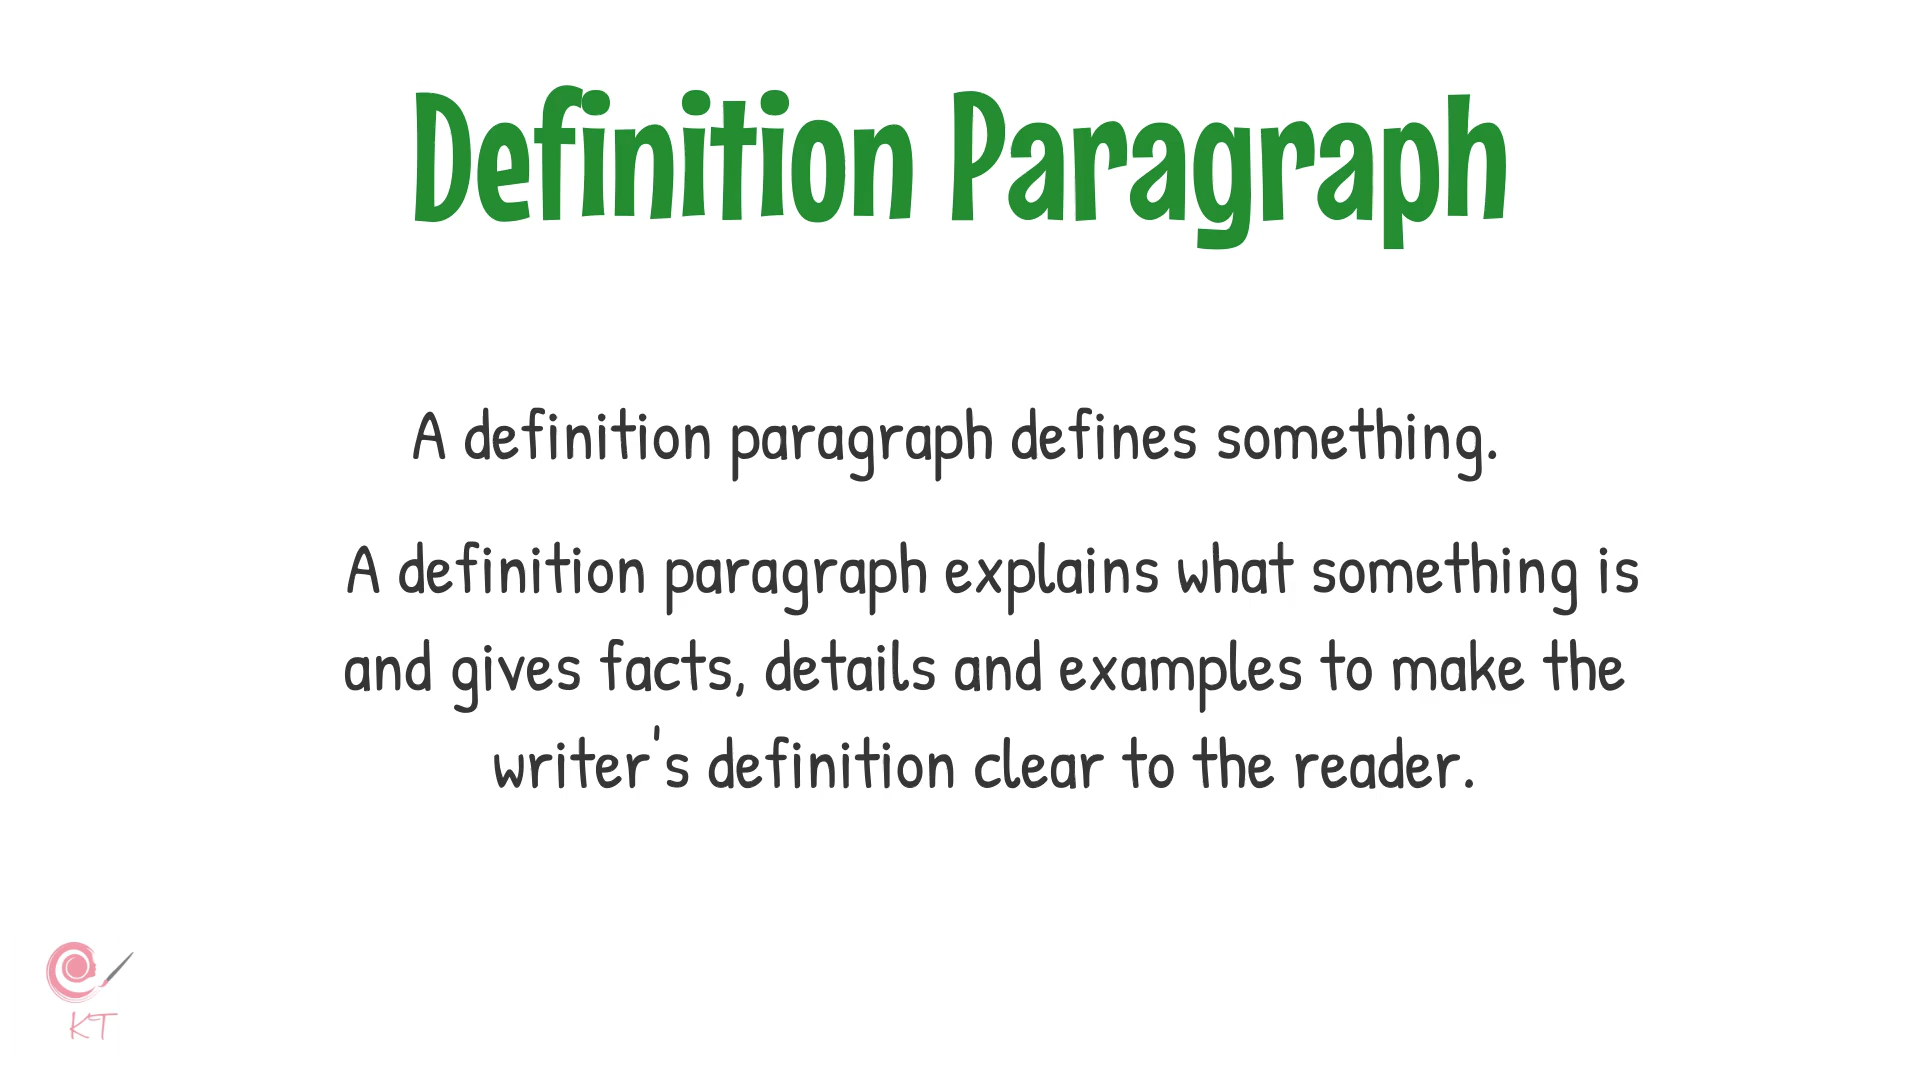 Definition Paragraph
A definition paragraph defines something.
A definition paragraph explains what something is
and gives facts, details and examples to make the
writer's definition clear to the reader.
KT